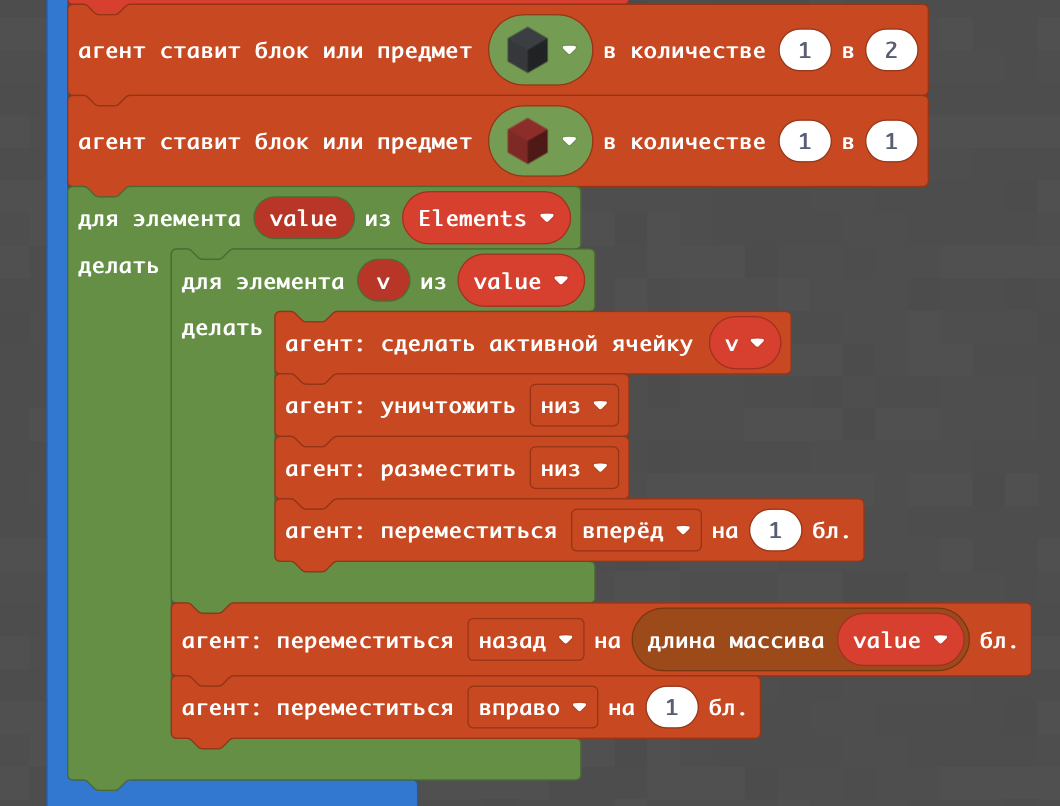 агент ставит блок или предмет в количестве 1 в 2
агент ставит блок или предмет в количестве 1 в 1
для элемента value из Elements
делать
для элемента v из value
делать
агент: сделать активной ячейку v
агент: уничтожить низ
агент: разместить низ
агент: переместиться вперёд на 1 бл.
агент: переместиться назад на длина массива value бл.
агент: переместиться вправо на 1 бл.